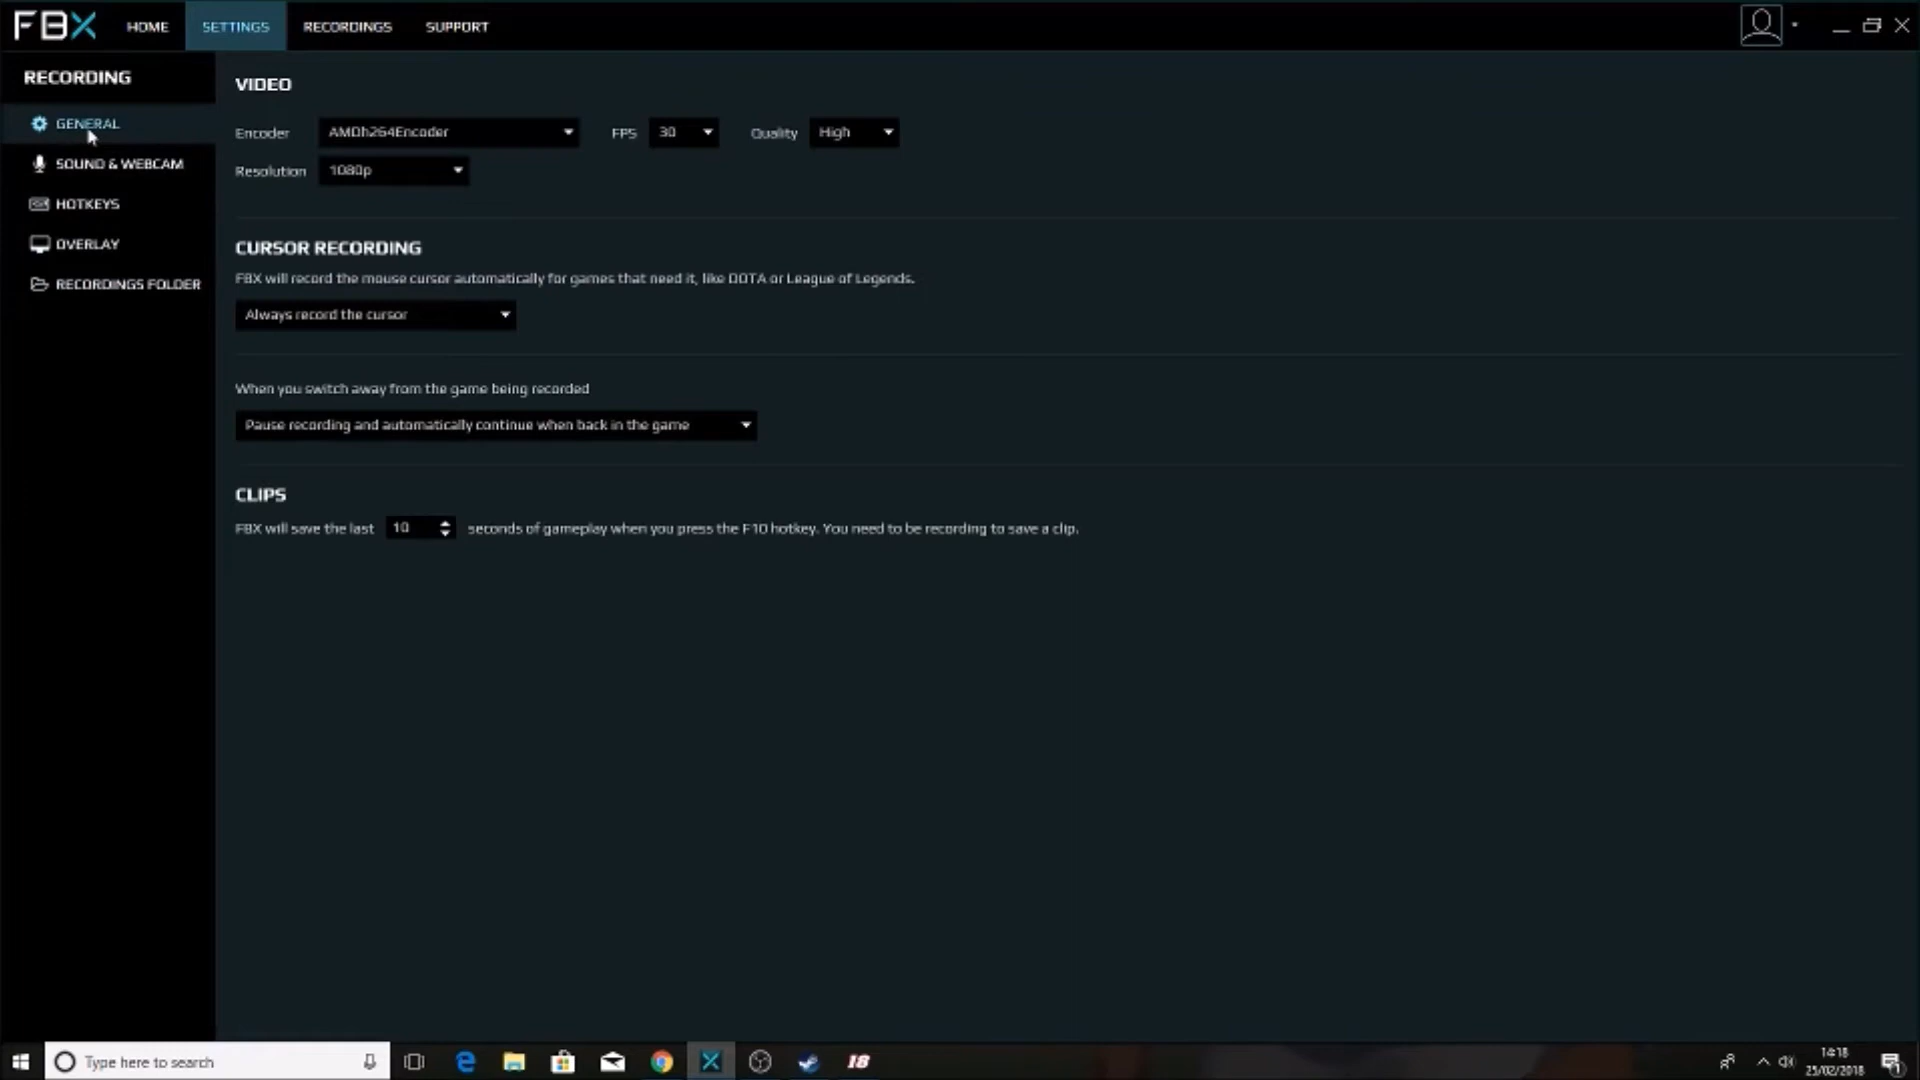 FBX HOME SETTINGS RECORDINGS SUPPORT
RECORDING
GENERAL
SOUND & WEBCAM
HOTKEYS
OVERLAY
RECORDINGS FOLDER
VIDEO
Encoder AMDh264Encoder FPS 30 Quality High
Resolution 1080p
CURSOR RECORDING
FBX will record the mouse cursor automatically for games that need it, like DOTA or League of Legends.
Always record the cursor
When you switch away from the game being recorded
Pause recording and automatically continue when back in the game
CLIPS
FBX will save the last 10 seconds of gameplay when you press the F10 hotkey. You need to be recording to save a clip.
Type here to search 18 14:18
25/02/2018
1